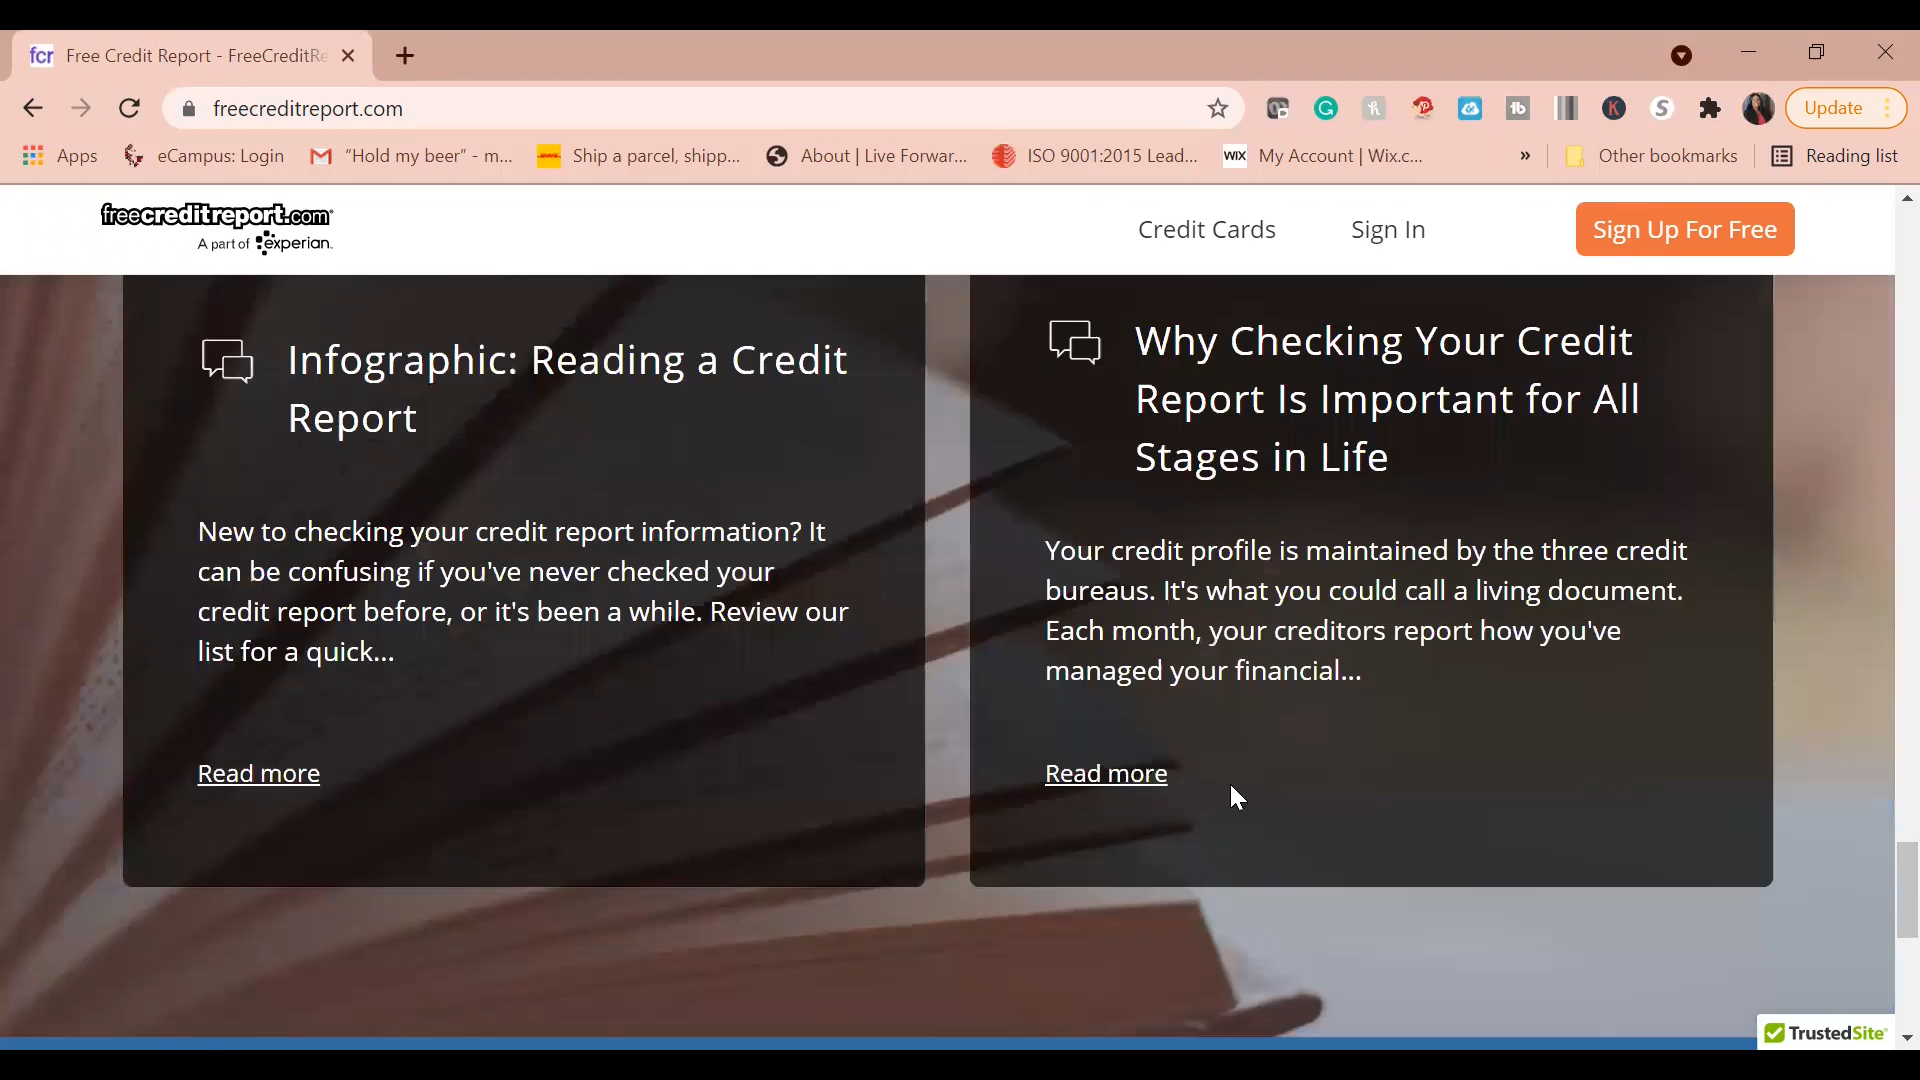 fcr Free Credit Report - FreeCreditRe
freecreditreport.com
Update
Apps
eCampus: Login
"Hold my beer" - m...
Ship a parcel, shipp...
About | Live Forwar...
ISO 9001:2015 Lead...
WIX My Account | Wix.c...
»
Other bookmarks
Reading list
freecreditreport.com
A part of experian.
Credit Cards
Sign In
Sign Up For Free
Infographic: Reading a Credit
Report
New to checking your credit report information? It
can be confusing if you've never checked your
credit report before, or it's been a while. Review our
list for a quick...
Read more
Why Checking Your Credit
Report Is Important for All
Stages in Life
Your credit profile is maintained by the three credit
bureaus. It's what you could call a living document.
Each month, your creditors report how you've
managed your financial...
Read more
TrustedSite